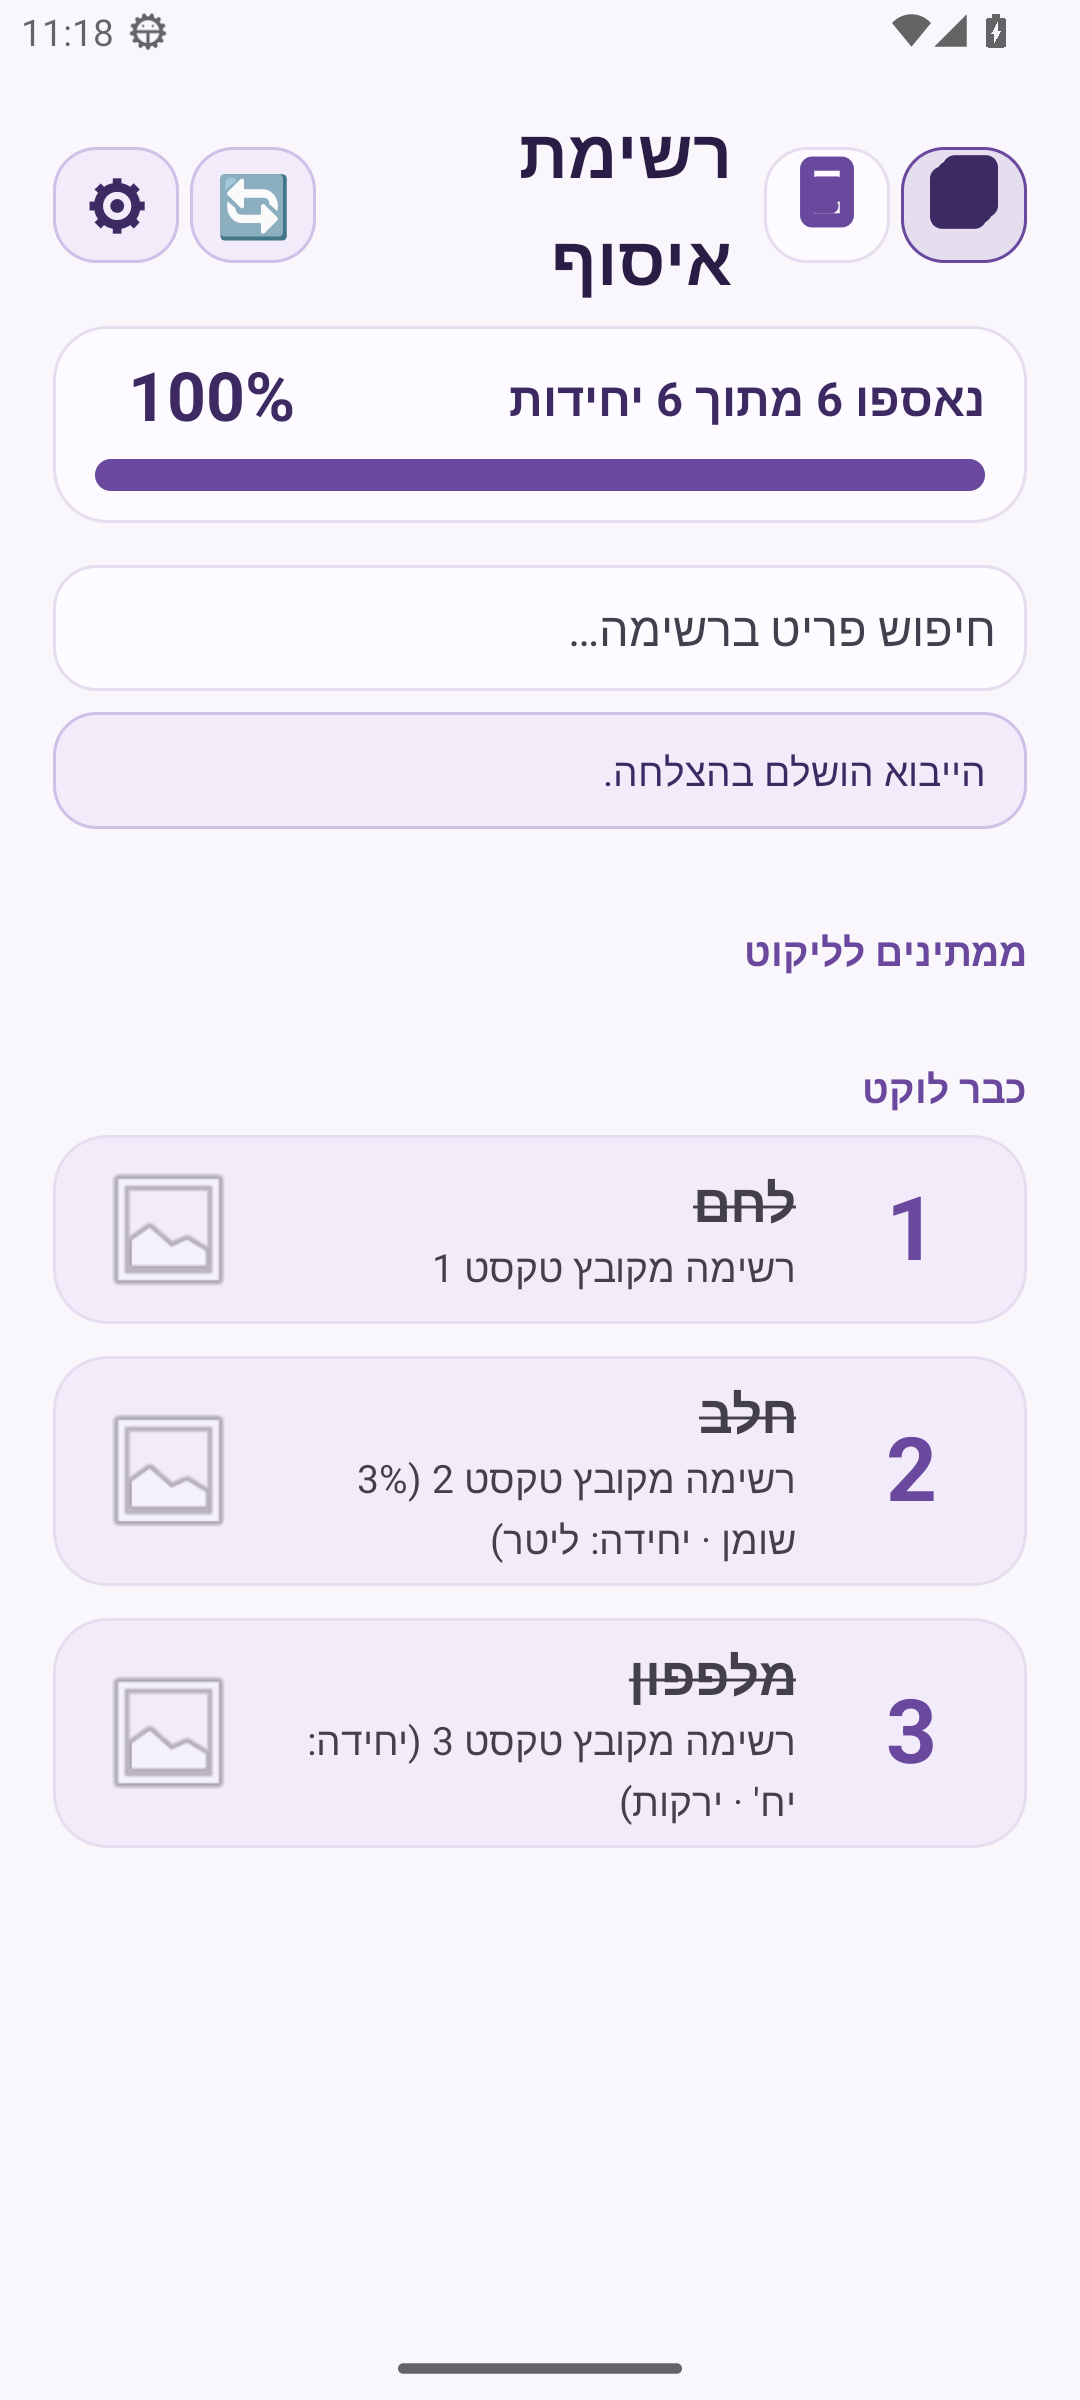 11:18
רשימת
איסוף
נאספו 6 מתוך 6 יחידות
100%
חיפוש פריט ברשימה...
הייבוא הושלם בהצלחה.
ממתינים לליקוט
כבר לוקט
1
לחם
רשימה מקובץ טקסט 1
2
חלב
רשימה מקובץ טקסט 2 (3%
שומן · יחידה: ליטר)
3
מלפפון
רשימה מקובץ טקסט 3 (יחידה:
יח' · ירקות)